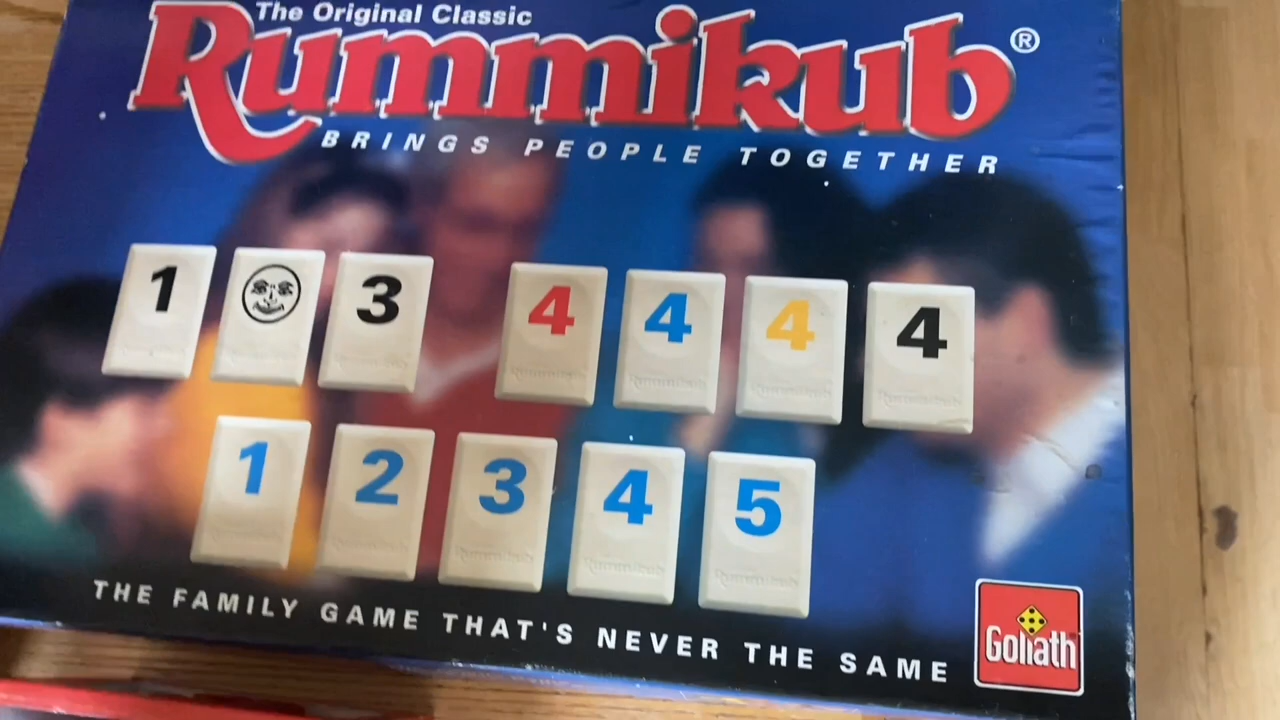 The Original Classic
Rummikub®
BRINGS PEOPLE TOGETHER
1 3 4 4 4 4
1 2 3 4 5
THE FAMILY GAME THAT'S NEVER THE SAME
Goliath